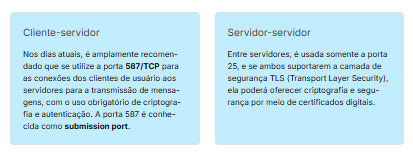 Cliente-servidor
Nos dias atuais, é amplamente recomen-
dado que se utilize a porta 587/TCP para
as conexões dos clientes de usuário aos
servidores para a transmissão de mensa-
gens, com o uso obrigatório de criptogra-
fia e autenticação. A porta 587 é conhe-
cida como submission port.
Servidor-servidor
Entre servidores, é usada somente a porta
25, e se ambos suportarem a camada de
segurança TLS (Transport Layer Security),
ela poderá oferecer criptografia e segu-
rança por meio de certificados digitais.